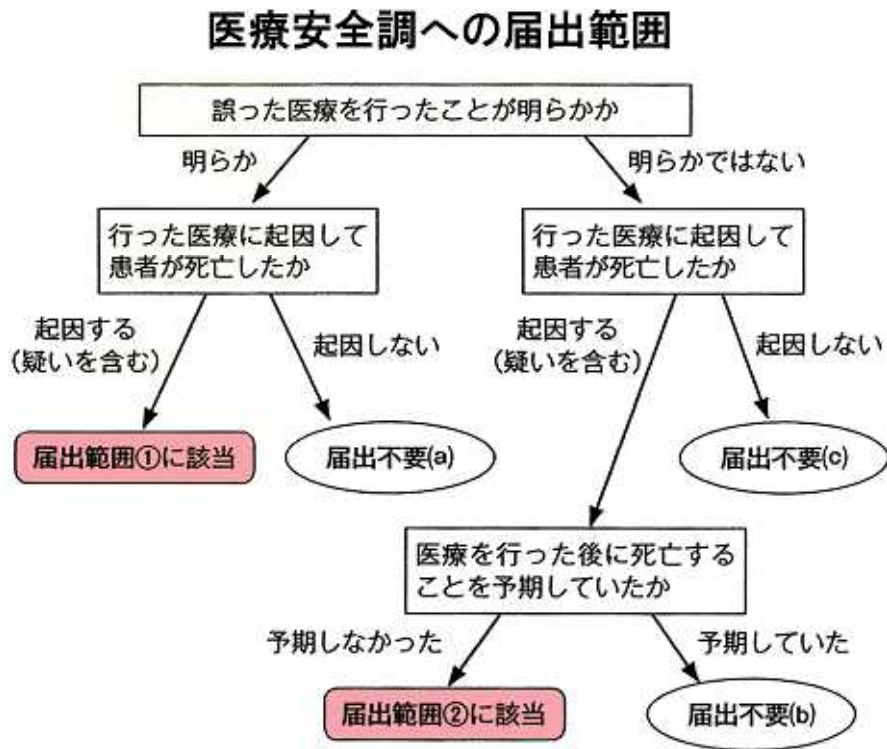 医療安全調への届出範囲
誤った医療を行ったことが明らかか
明らか
明らかではない
行った医療に起因して
患者が死亡したか
行った医療に起因して
患者が死亡したか
起因する
(疑いを含む)
起因しない
起因する
(疑いを含む)
起因しない
届出範囲①に該当
届出不要(a)
届出不要(c)
医療を行った後に死亡する
ことを予期していたか
予期しなかった
予期していた
届出範囲②に該当
届出不要(b)